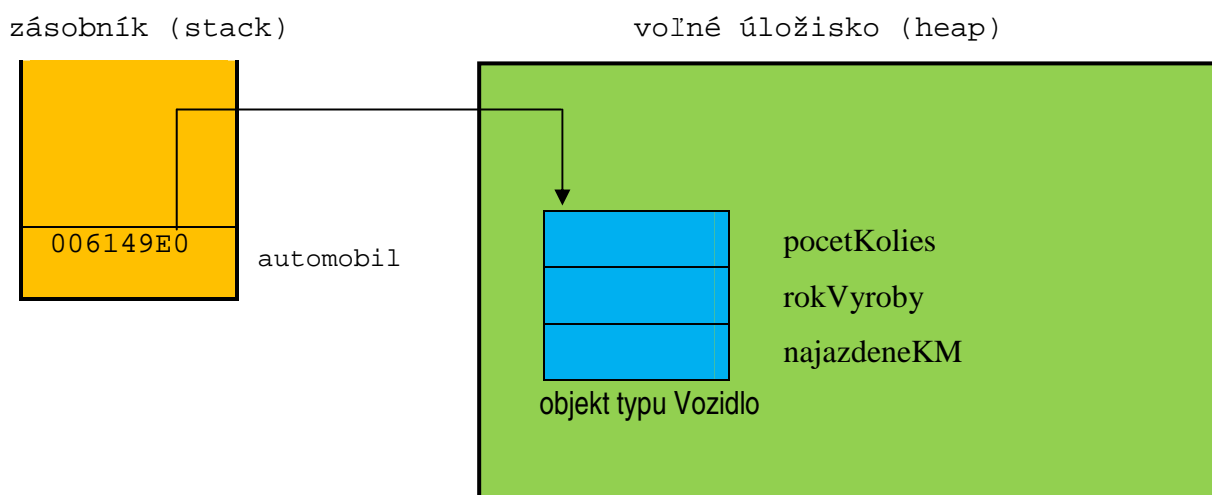 zásobník (stack)
voľné úložisko (heap)
006149E0
automobil
pocetKolies
rokVyroby
najazdeneKM
objekt typu Vozidlo